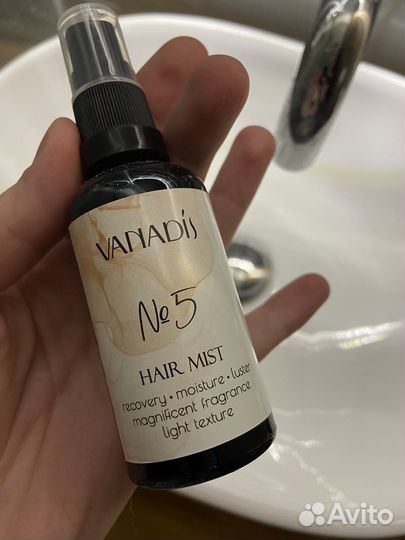 VANADÍS
№5
HAIR MIST
recovery • moisture • luster
magnificent fragrance
light texture
Avito